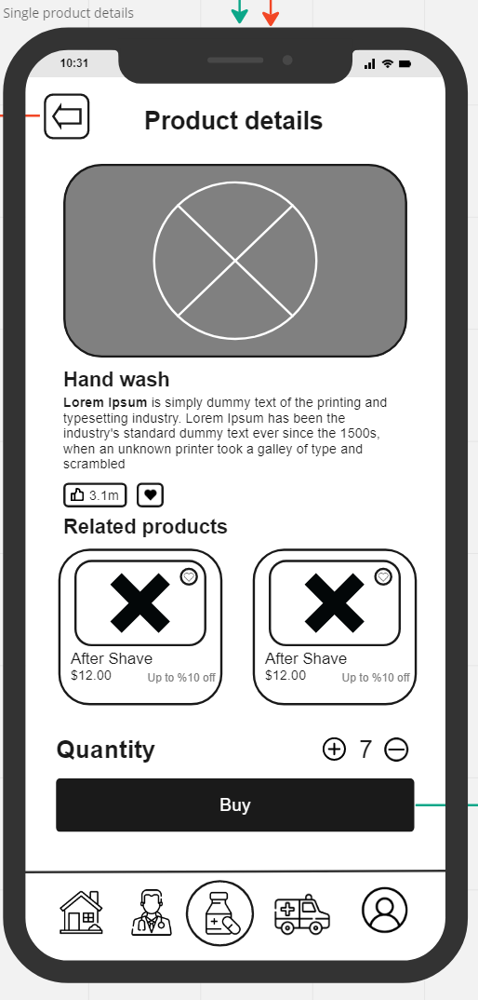 Single product details
10:31
Product details
Hand wash
Lorem Ipsum is simply dummy text of the printing and
typesetting industry. Lorem Ipsum has been the
industry's standard dummy text ever since the 1500s,
when an unknown printer took a galley of type and
scrambled
3.1m
Related products
After Shave
$12.00
Up to %10 off
After Shave
$12.00
Up to %10 off
Quantity
7
Buy